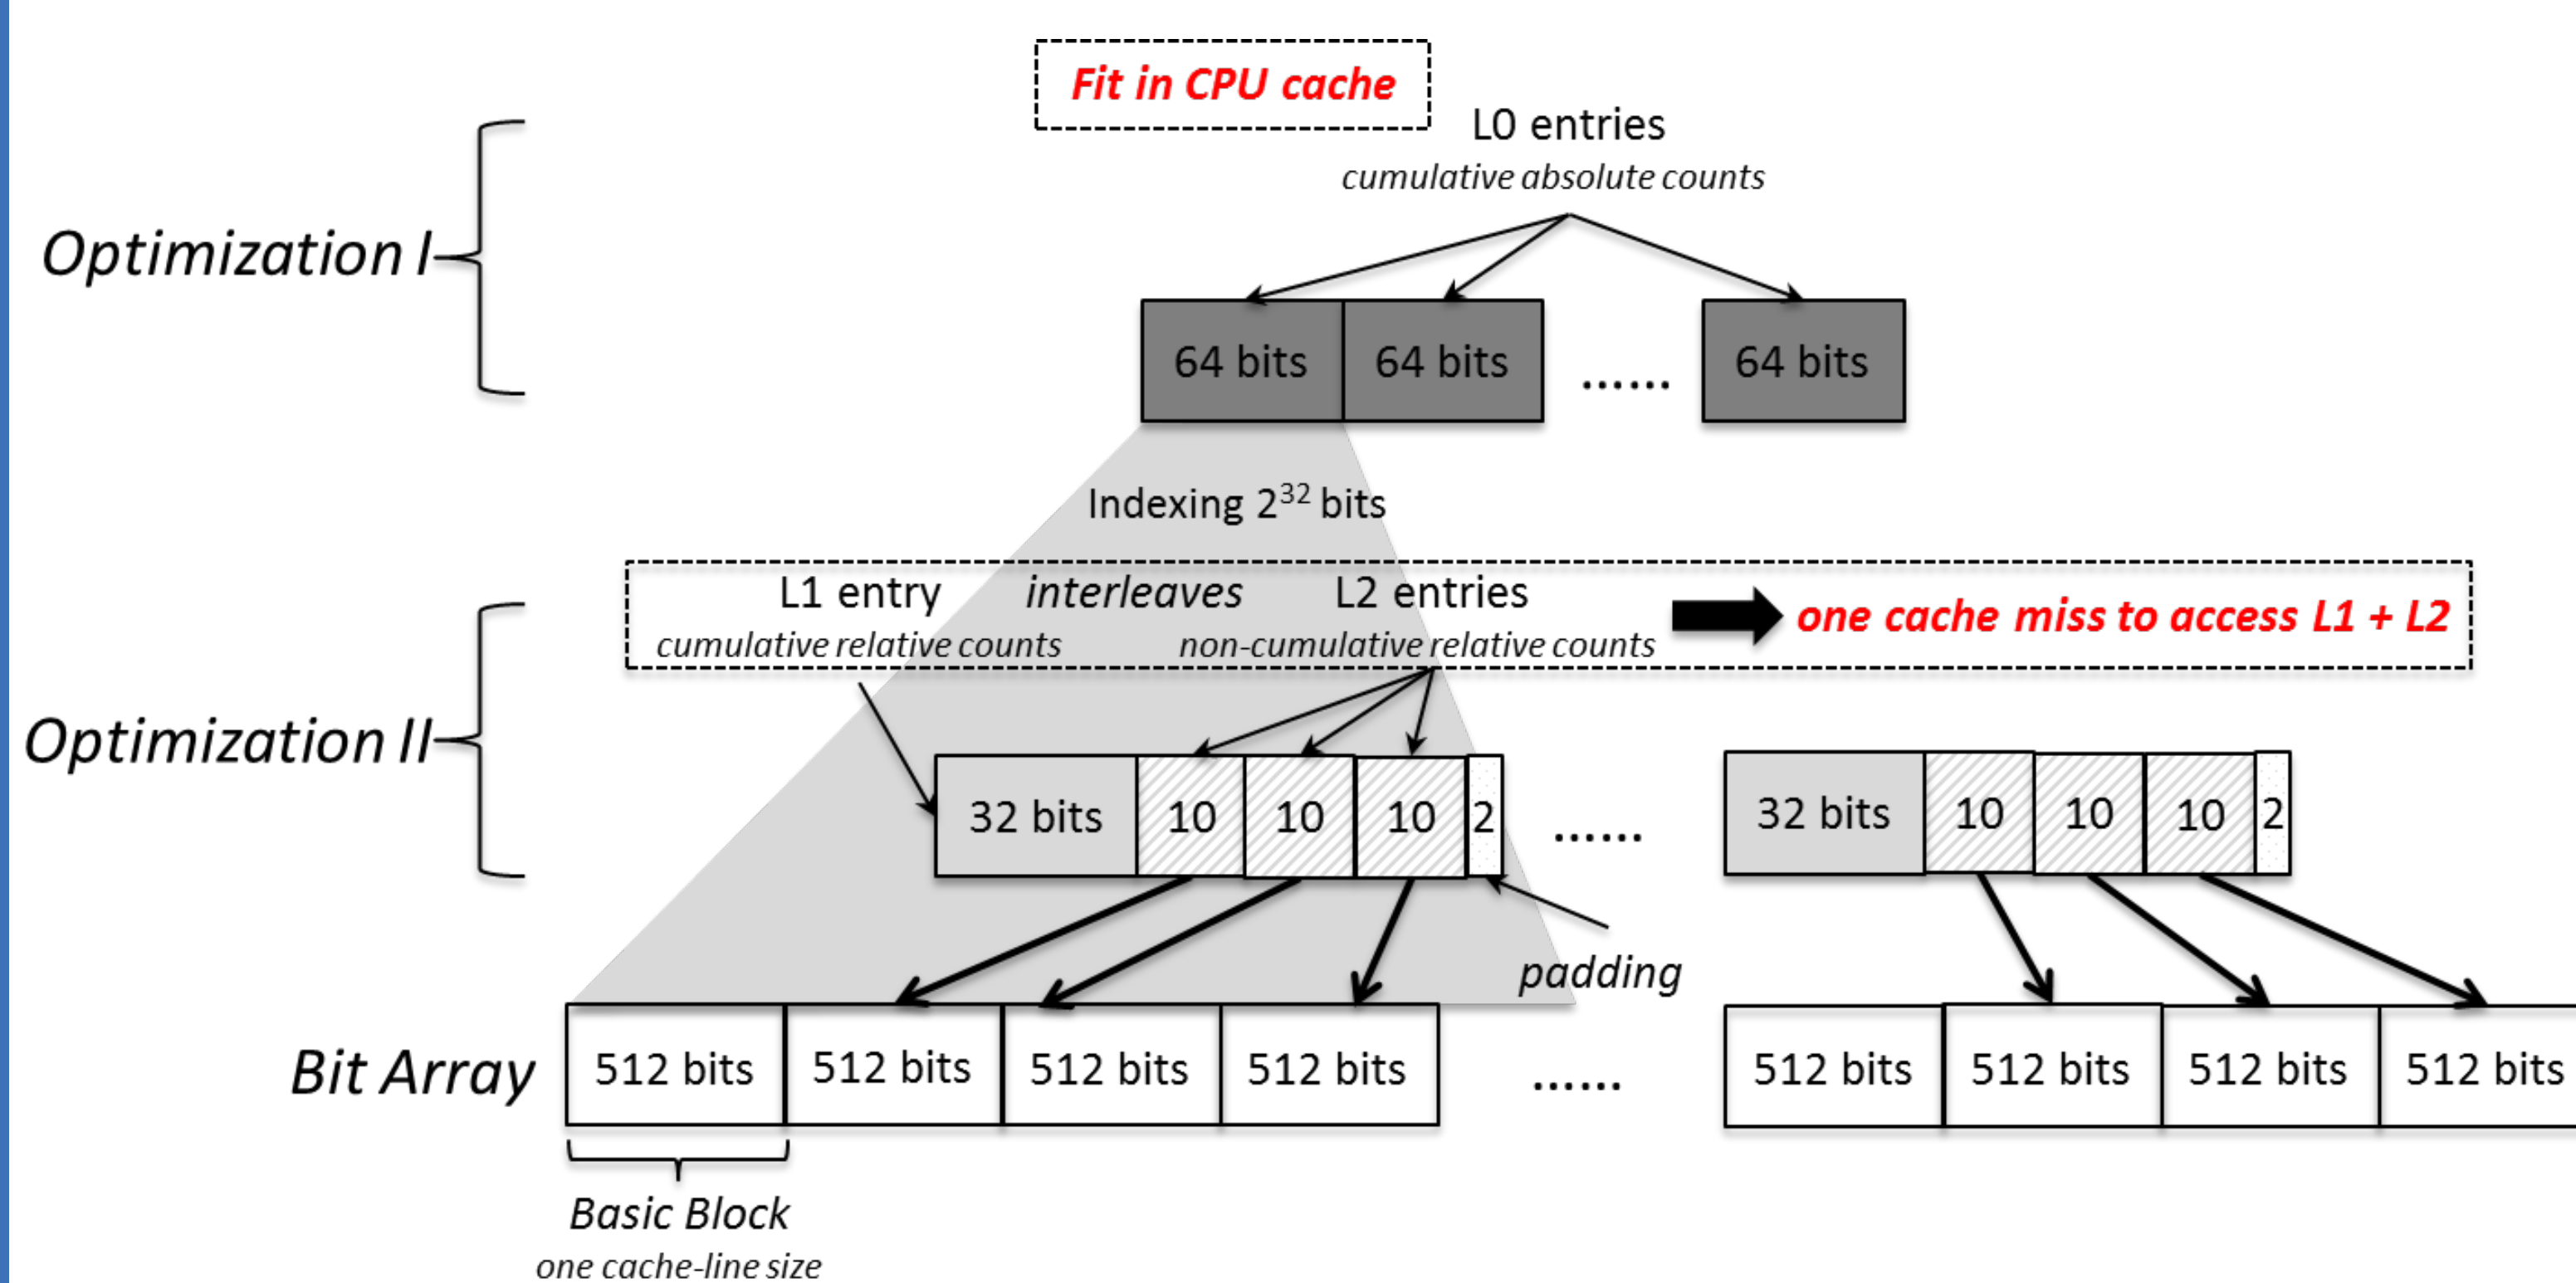 Fit in CPU cache
L0 entries
cumulative absolute counts
Optimization I
64 bits 64 bits ...... 64 bits
Indexing 2³² bits
L1 entry interleaves L2 entries
cumulative relative counts non-cumulative relative counts
one cache miss to access L1 + L2
Optimization II
32 bits 10 10 10 2 ...... 32 bits 10 10 10 2
padding
Bit Array
512 bits 512 bits 512 bits 512 bits ...... 512 bits 512 bits 512 bits 512 bits
Basic Block
one cache-line size